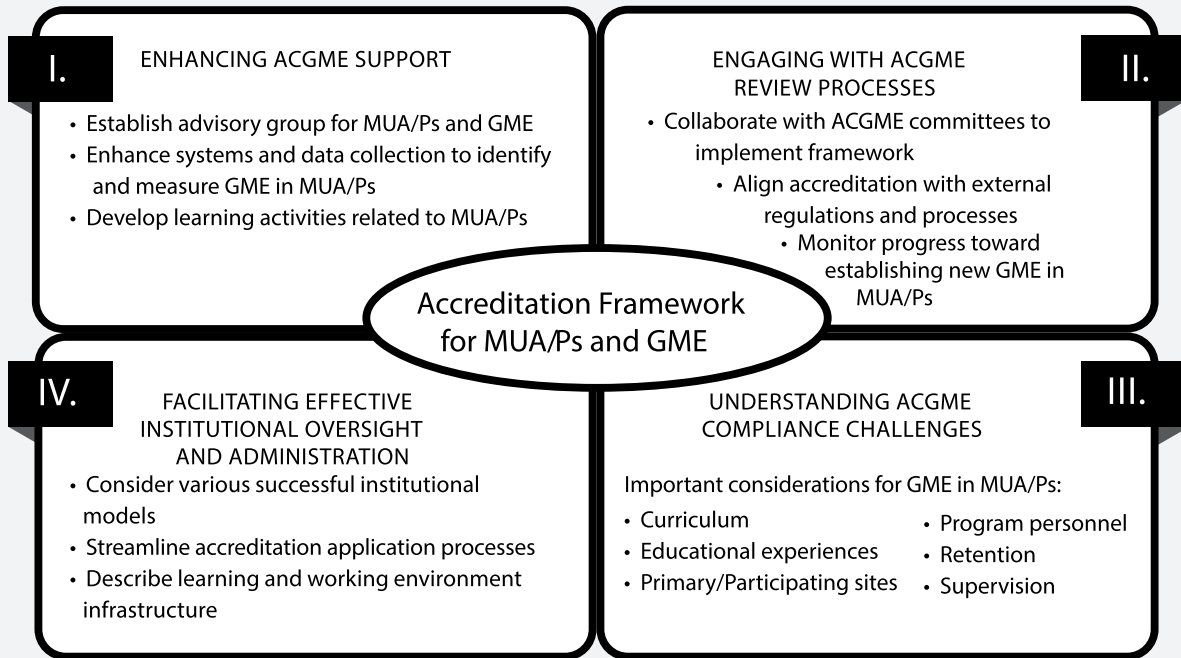 I.
ENHANCING ACGME SUPPORT
• Establish advisory group for MUA/Ps and GME
• Enhance systems and data collection to identify
and measure GME in MUA/Ps
• Develop learning activities related to MUA/Ps
II.
ENGAGING WITH ACGME
REVIEW PROCESSES
• Collaborate with ACGME committees to
implement framework
• Align accreditation with external
regulations and processes
• Monitor progress toward
establishing new GME in
MUA/Ps
Accreditation Framework
for MUA/Ps and GME
IV.
FACILITATING EFFECTIVE
INSTITUTIONAL OVERSIGHT
AND ADMINISTRATION
• Consider various successful institutional
models
• Streamline accreditation application processes
• Describe learning and working environment
infrastructure
III.
UNDERSTANDING ACGME
COMPLIANCE CHALLENGES
Important considerations for GME in MUA/Ps:
• Curriculum
• Educational experiences
• Primary/Participating sites
• Program personnel
• Retention
• Supervision